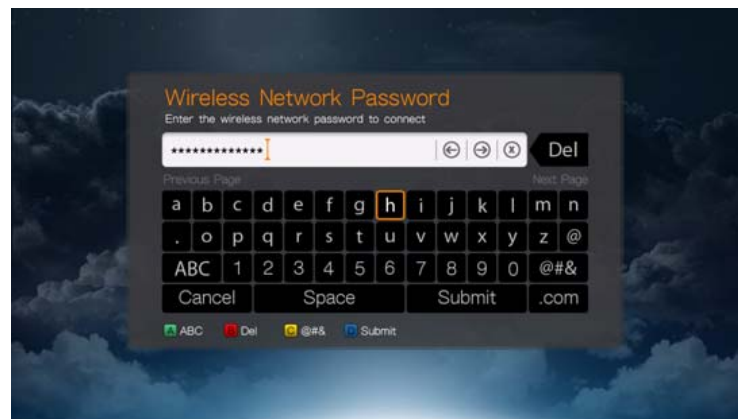 Wireless Network Password
Enter the wireless network password to connect
************* Del
Previous Page Next Page
a b c d e f g h i j k l m n
. o p q r s t u v w x y z @
ABC 1 2 3 4 5 6 7 8 9 0 @#&
Cancel Space Submit .com
A ABC B Del C @#& D Submit